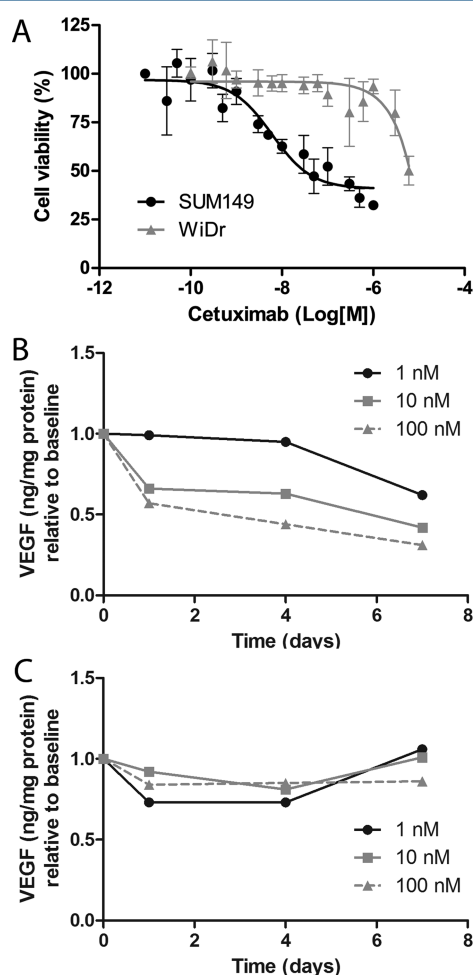 A
125
100
75
50
25
0
Cell viability (%)
SUM149
WiDr
-12 -10 -8 -6 -4
Cetuximab (Log[M])
B
1.5
1.0
0.5
0.0
VEGF (ng/mg protein)
relative to baseline
1 nM
10 nM
100 nM
0 2 4 6 8
Time (days)
C
1.5
1.0
0.5
0.0
VEGF (ng/mg protein)
relative to baseline
1 nM
10 nM
100 nM
0 2 4 6 8
Time (days)